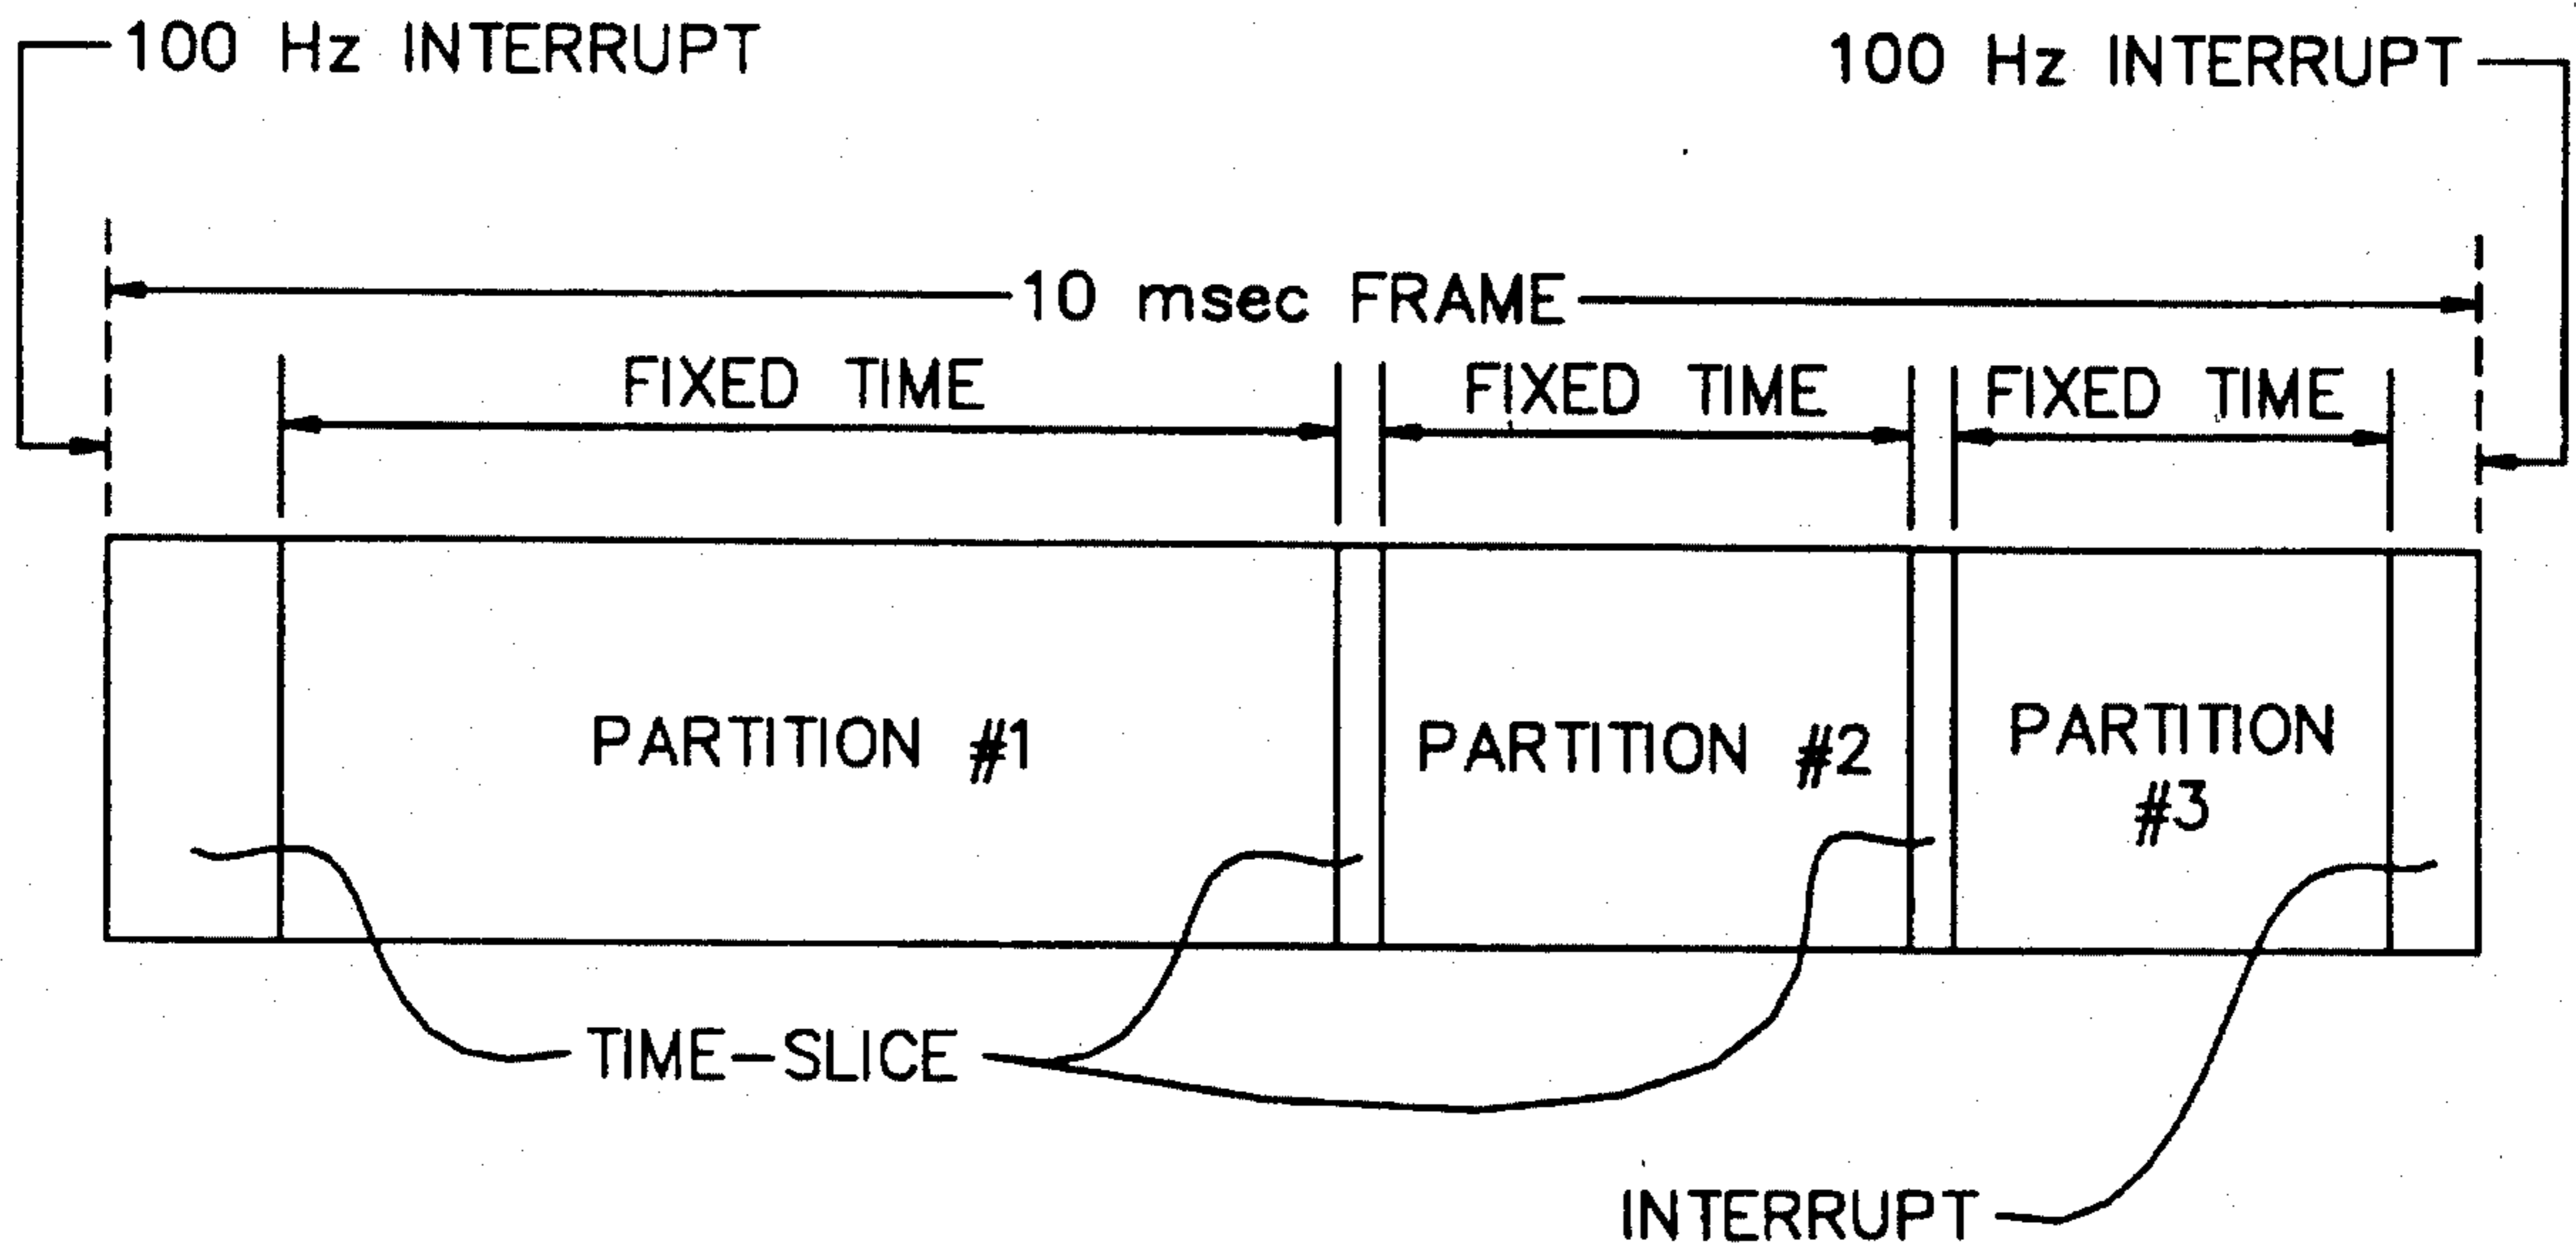 100 Hz INTERRUPT
100 Hz INTERRUPT
10 msec FRAME
FIXED TIME
FIXED TIME
FIXED TIME
PARTITION #1
PARTITION #2
PARTITION
#3
TIME-SLICE
INTERRUPT